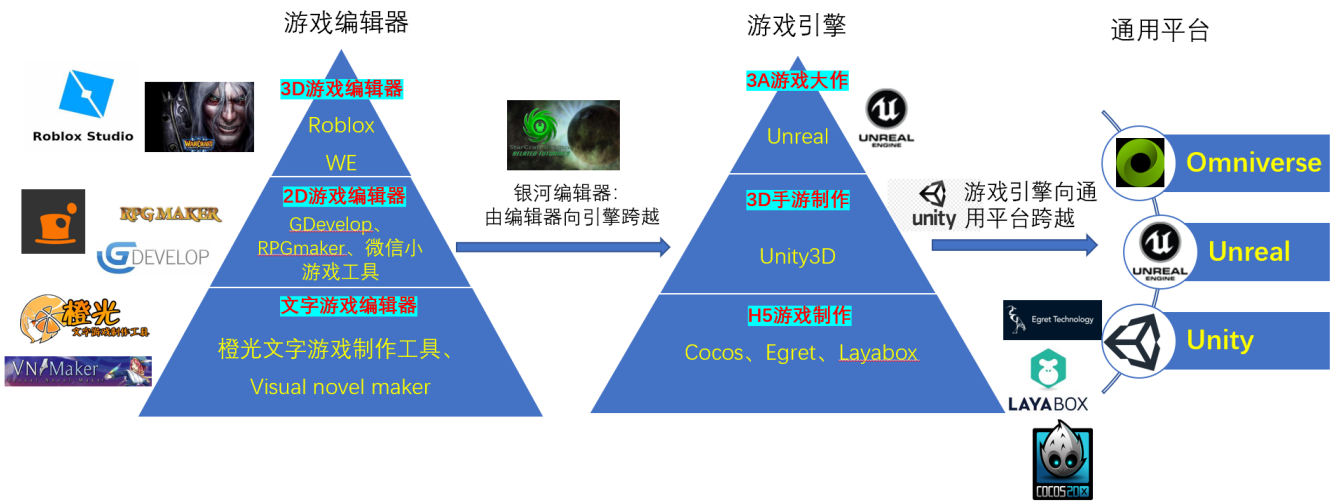 游戏编辑器
3D游戏编辑器
Roblox
WE
2D游戏编辑器
GDevelop、
RPGmaker、微信小
游戏工具
文字游戏编辑器
橙光文字游戏制作工具、
Visual novel maker
Roblox Studio
WARCRAFT
RPG MAKER
GDEVELOP
橙光
文字游戏制作工具
VN Maker
银河编辑器：
由编辑器向引擎跨越
游戏引擎
3A游戏大作
Unreal
3D手游制作
Unity3D
H5游戏制作
Cocos、Egret、Layabox
UNREAL
ENGINE
unity
游戏引擎向通
用平台跨越
Egret Technology
LAYABOX
COCOS2DX
通用平台
Omniverse
UNREAL
ENGINE
Unreal
Unity